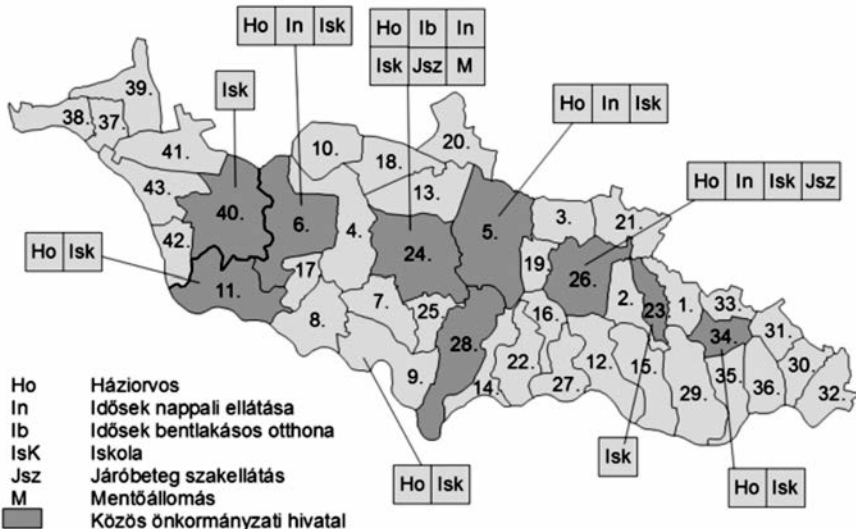 Ho In Isk
Ho Ib In
Isk Jsz M
Isk
Ho In Isk
Ho In Isk Jsz
Ho Isk
39.
38. 37.
41.
43.
40.
42.
11.
10.
18.
20.
13.
6.
4.
24.
5.
3.
21.
19
26.
17
7.
25.
8.
9.
28.
14.
22.
16.
27.
12.
2.
23
15.
1.
33.
34.
31.
29.
35.
36.
30.
32.
Isk
Ho Isk
Ho Isk
Ho Háziorvos
In Idősek nappali ellátása
Ib Idősek bentlakásos otthona
IsK Iskola
Jsz Járóbeteg szakellátás
M Mentőállomás
Közös önkormányzati hivatal